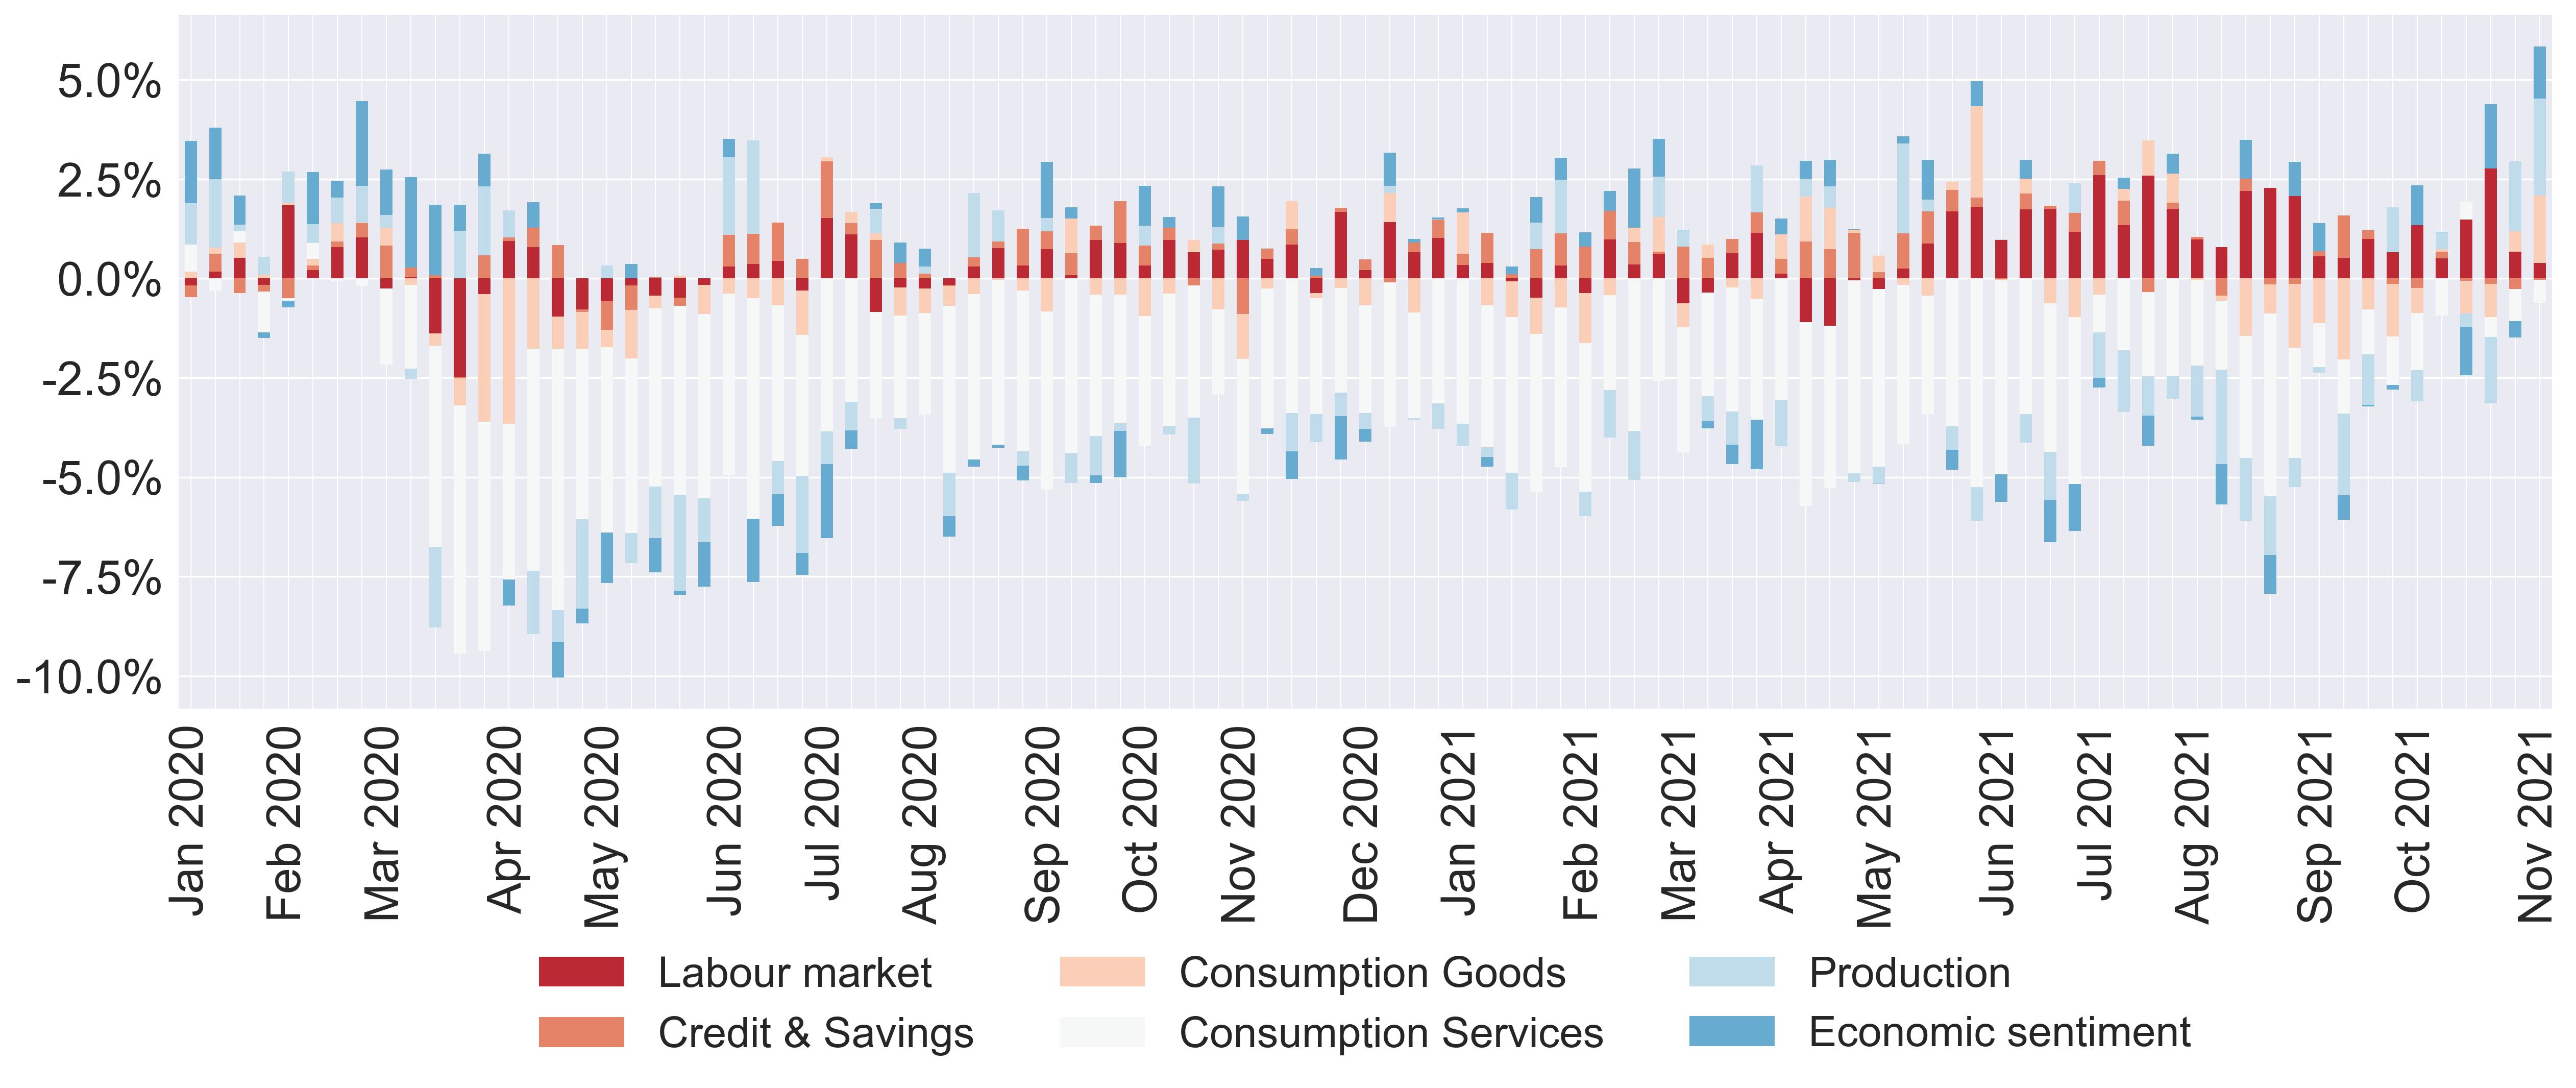 5.0%
2.5%
0.0%
-2.5%
-5.0%
-7.5%
-10.0%
Jan 2020
Feb 2020
Mar 2020
Apr 2020
May 2020
Jun 2020
Jul 2020
Aug 2020
Sep 2020
Oct 2020
Nov 2020
Dec 2020
Jan 2021
Feb 2021
Mar 2021
Apr 2021
May 2021
Jun 2021
Jul 2021
Aug 2021
Sep 2021
Oct 2021
Nov 2021
Labour market
Consumption Goods
Production
Credit & Savings
Consumption Services
Economic sentiment